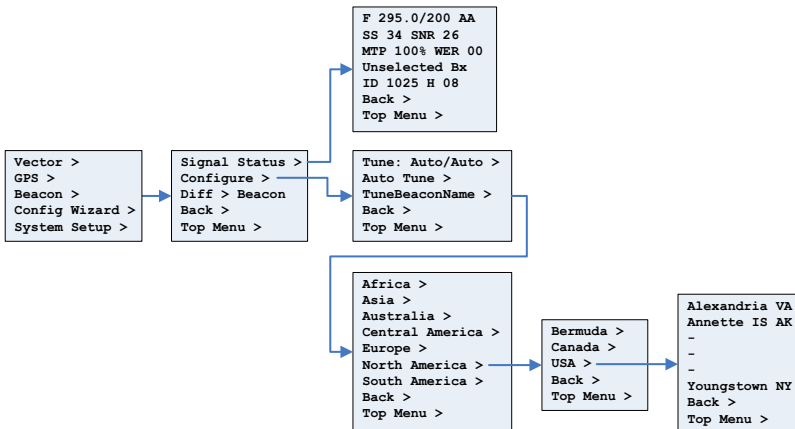 F 295.0/200 AA
SS 34 SNR 26
MTP 100% WER 00
Unselected Bx
ID 1025 H 08
Back >
Top Menu >
Vector >
GPS >
Beacon >
Config Wizard >
System Setup >
Signal Status >
Configure >
Diff > Beacon
Back >
Top Menu >
Tune: Auto/Auto >
Auto Tune >
TuneBeaconName >
Back >
Top Menu >
Africa >
Asia >
Australia >
Central America >
Europe >
North America >
South America >
Back >
Top Menu >
Bermuda >
Canada >
USA >
Back >
Top Menu >
Alexandria VA
Annette IS AK
-
-
-
Youngstown NY
Back >
Top Menu >